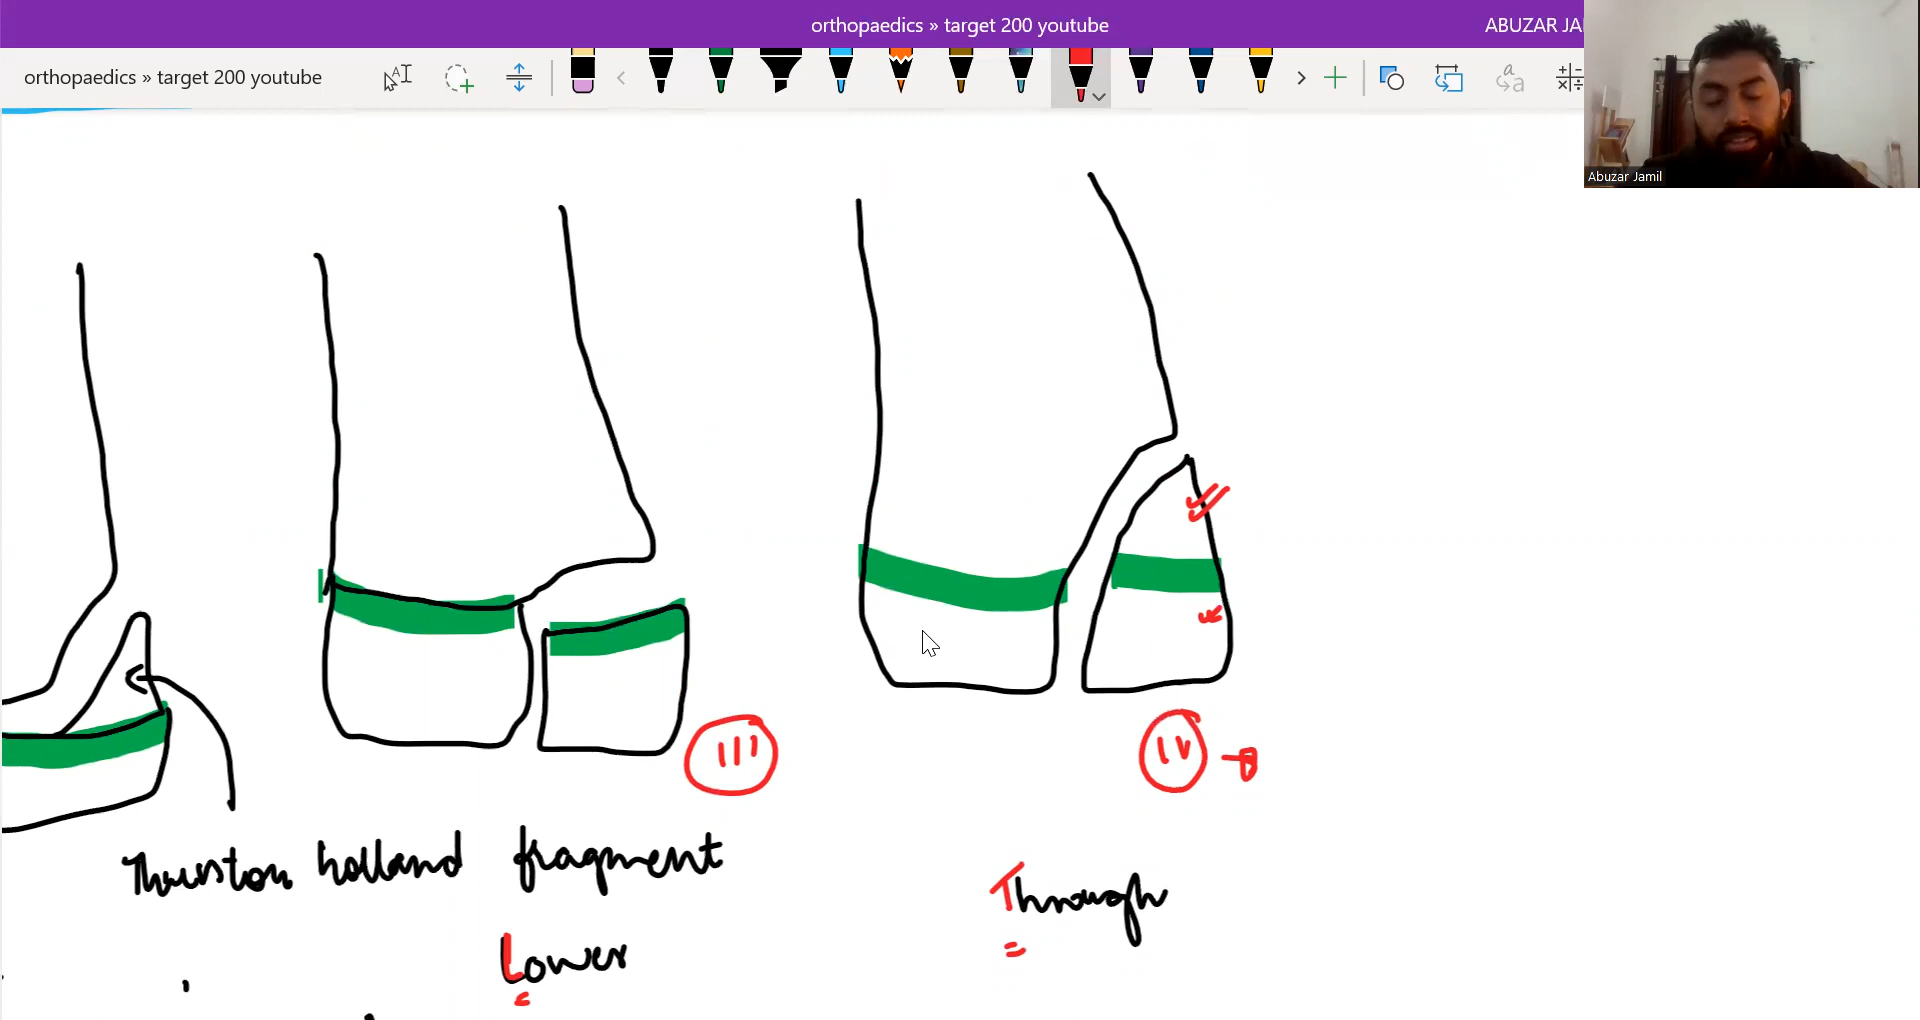 orthopaedics » target 200 youtube
ABUZAR JA
orthopaedics » target 200 youtube
Abuzar Jamil
III
IV
Thurston holland fragment
Through
Lower